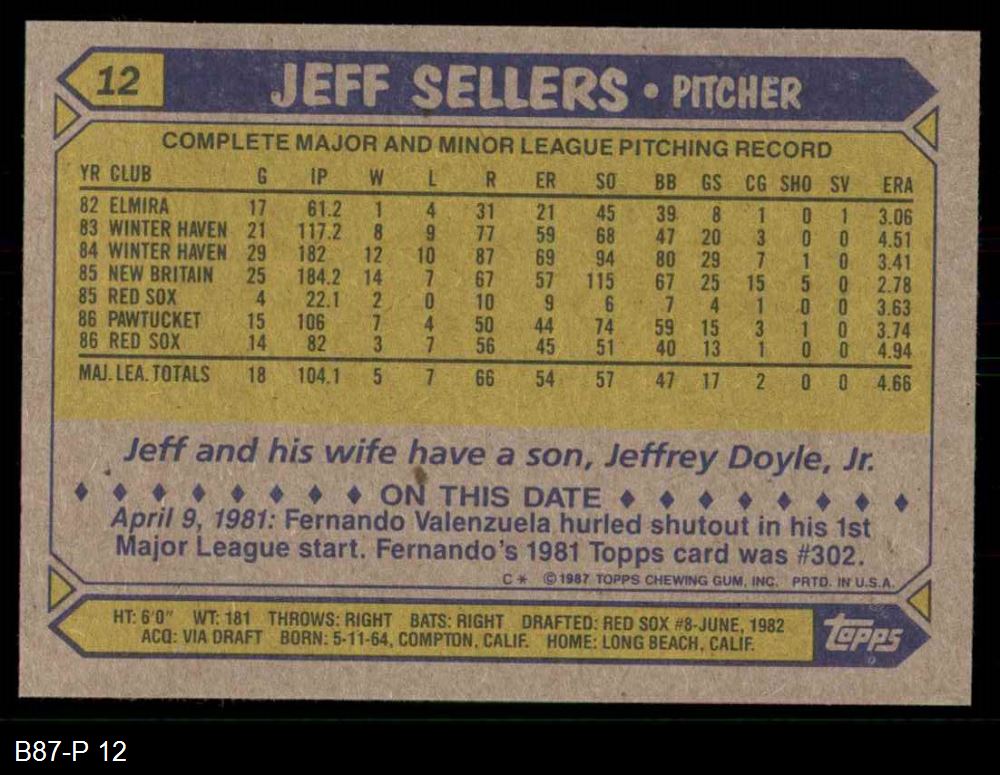 12 JEFF SELLERS • PITCHER
COMPLETE MAJOR AND MINOR LEAGUE PITCHING RECORD
YR CLUB G IP W L R ER SO BB GS CG SHO SV ERA
82 ELMIRA 17 61.2 1 4 31 21 45 39 8 1 0 1 3.06
83 WINTER HAVEN 21 117.2 8 9 77 59 68 47 20 3 0 0 4.51
84 WINTER HAVEN 29 182 12 10 87 69 94 80 29 7 1 0 3.41
85 NEW BRITAIN 25 184.2 14 7 67 57 115 67 25 15 5 0 2.78
85 RED SOX 4 22.1 2 0 10 9 6 7 4 1 0 0 3.63
86 PAWTUCKET 15 106 7 4 50 44 74 59 15 3 1 0 3.74
86 RED SOX 14 82 3 7 56 45 51 40 13 1 0 0 4.94
MAJ. LEA. TOTALS 18 104.1 5 7 66 54 57 47 17 2 0 0 4.66
Jeff and his wife have a son, Jeffrey Doyle, Jr.
♦ ♦ ♦ ♦ ♦ ♦ ♦ ♦ ON THIS DATE ♦ ♦ ♦ ♦ ♦ ♦ ♦ ♦
April 9, 1981: Fernando Valenzuela hurled shutout in his 1st
Major League start. Fernando's 1981 Topps card was #302.
C* ©1987 TOPPS CHEWING GUM, INC. PRTD. IN U.S.A.
HT: 6'0" WT: 181 THROWS: RIGHT BATS: RIGHT DRAFTED: RED SOX #8-JUNE, 1982
ACQ: VIA DRAFT BORN: 5-11-64, COMPTON, CALIF. HOME: LONG BEACH, CALIF.
topps
B87-P 12